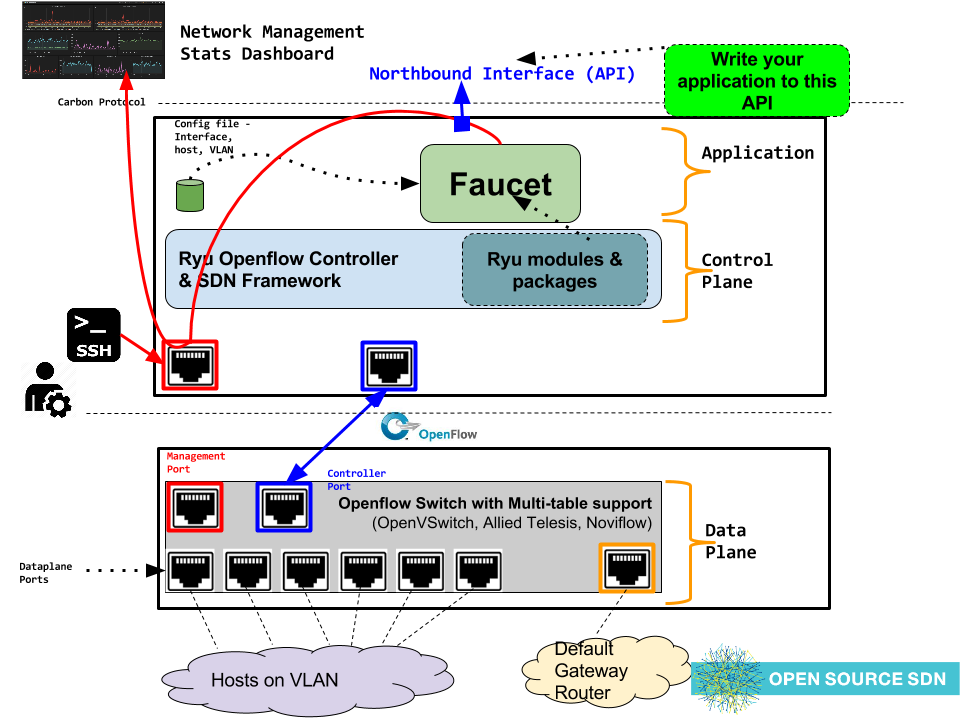 Network Management
Stats Dashboard
Northbound Interface (API)
Write your
application to this
API
Carbon Protocol
Config file -
Interface,
host, VLAN
Faucet
Application
Ryu Openflow Controller
& SDN Framework
Ryu modules &
packages
Control
Plane
>_
SSH
OpenFlow
Management
Port
Controller
Port
Openflow Switch with Multi-table support
(OpenVSwitch, Allied Telesis, Noviflow)
Data
Plane
Dataplane
Ports
Hosts on VLAN
Default
Gateway
Router
OPEN SOURCE SDN